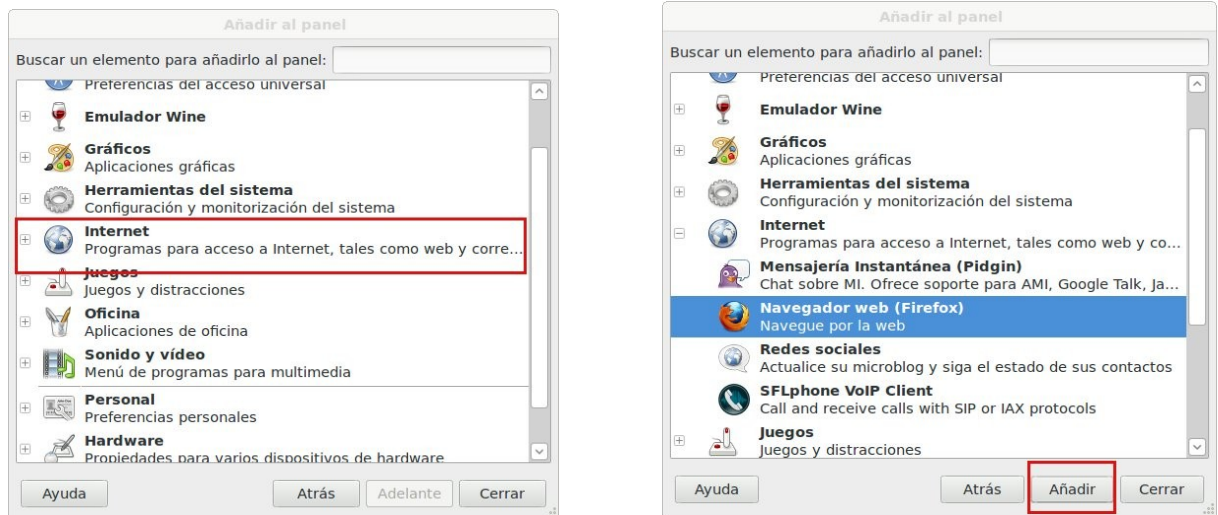 Añadir al panel
Buscar un elemento para añadirlo al panel:
Preferencias del acceso universal
Emulador Wine
Gráficos
Aplicaciones gráficas
Herramientas del sistema
Configuración y monitorización del sistema
Internet
Programas para acceso a Internet, tales como web y corre...
Juegos
Juegos y distracciones
Oficina
Aplicaciones de oficina
Sonido y vídeo
Menú de programas para multimedia
Personal
Preferencias personales
Hardware
Propiedades para varios dispositivos de hardware
Ayuda
Atrás
Adelante
Cerrar
Añadir al panel
Buscar un elemento para añadirlo al panel:
Preferencias del acceso universal
Emulador Wine
Gráficos
Aplicaciones gráficas
Herramientas del sistema
Configuración y monitorización del sistema
Internet
Programas para acceso a Internet, tales como web y co...
Mensajería Instantánea (Pidgin)
Chat sobre MI. Ofrece soporte para AMI, Google Talk, Ja...
Navegador web (Firefox)
Navegue por la web
Redes sociales
Actualice su microblog y siga el estado de sus contactos
SFLphone VoIP Client
Call and receive calls with SIP or IAX protocols
Juegos
Juegos y distracciones
Ayuda
Atrás
Añadir
Cerrar